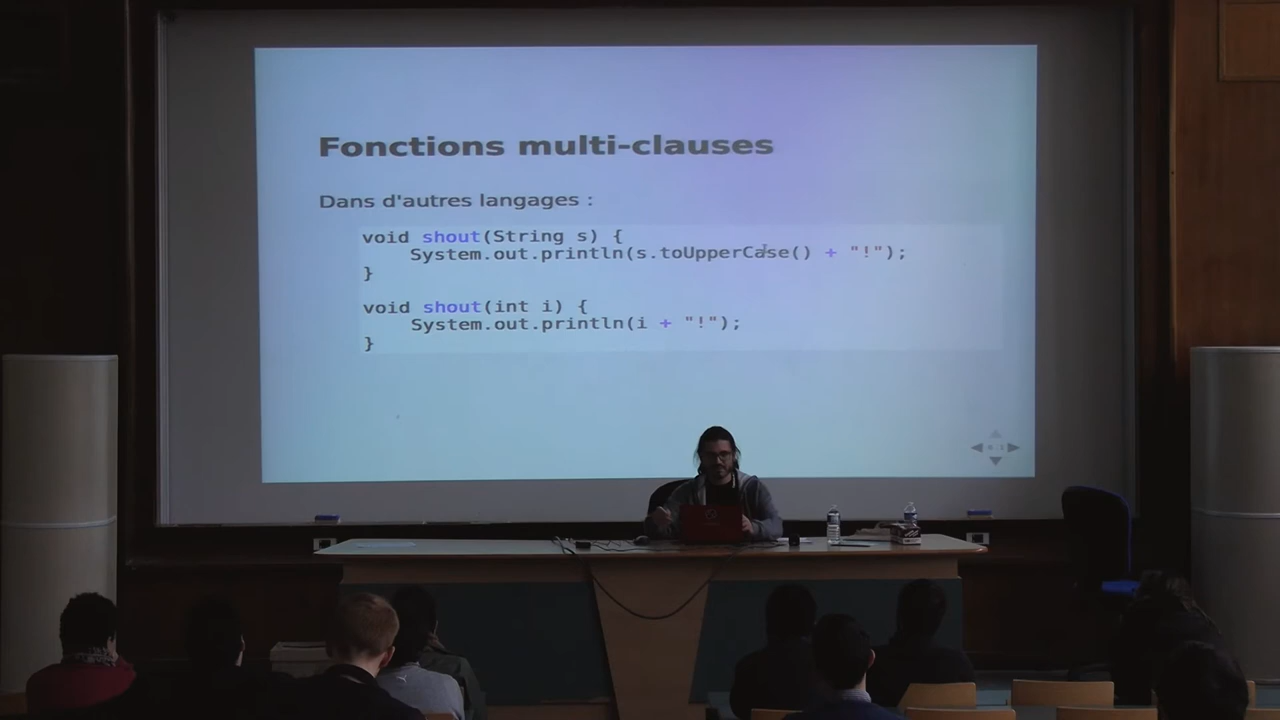 Fonctions multi-clauses
Dans d'autres langages :
void shout(String s) {
System.out.println(s.toUpperCase() + "!");
}
void shout(int i) {
System.out.println(i + "!");
}